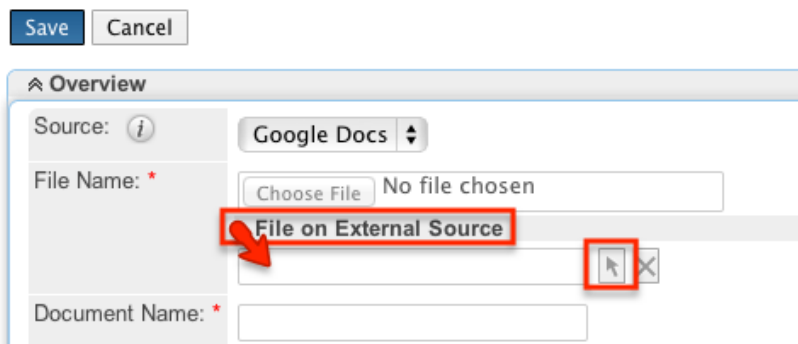 Save Cancel
Overview
Source: i Google Docs
File Name: * Choose File No file chosen
File on External Source
Document Name: *